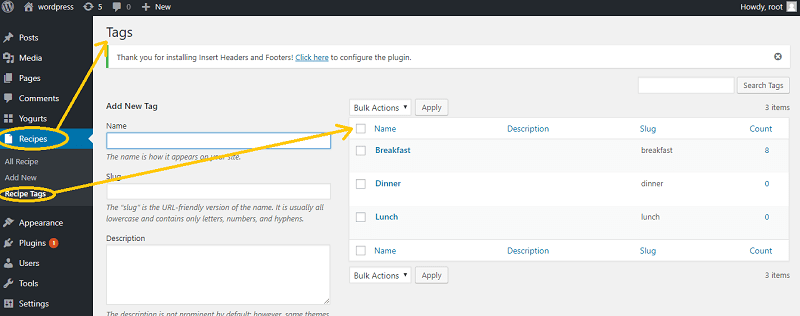 wordpress 5 0 + New Howdy, root
Posts
Media
Pages
Comments
Yogurts
Recipes
All Recipe
Add New
Recipe Tags
Appearance
Plugins 1
Users
Tools
Settings
Tags
Thank you for installing Insert Headers and Footers! Click here to configure the plugin.
Search Tags
Add New Tag
Name
The name is how it appears on your site.
Slug
The "slug" is the URL-friendly version of the name. It is usually all
lowercase and contains only letters, numbers, and hyphens.
Description
The description is not prominent by default; however, some themes
Bulk Actions Apply 3 items
Name Description Slug Count
Breakfast breakfast 8
Dinner dinner 0
Lunch lunch 0
Name Description Slug Count
Bulk Actions Apply 3 items